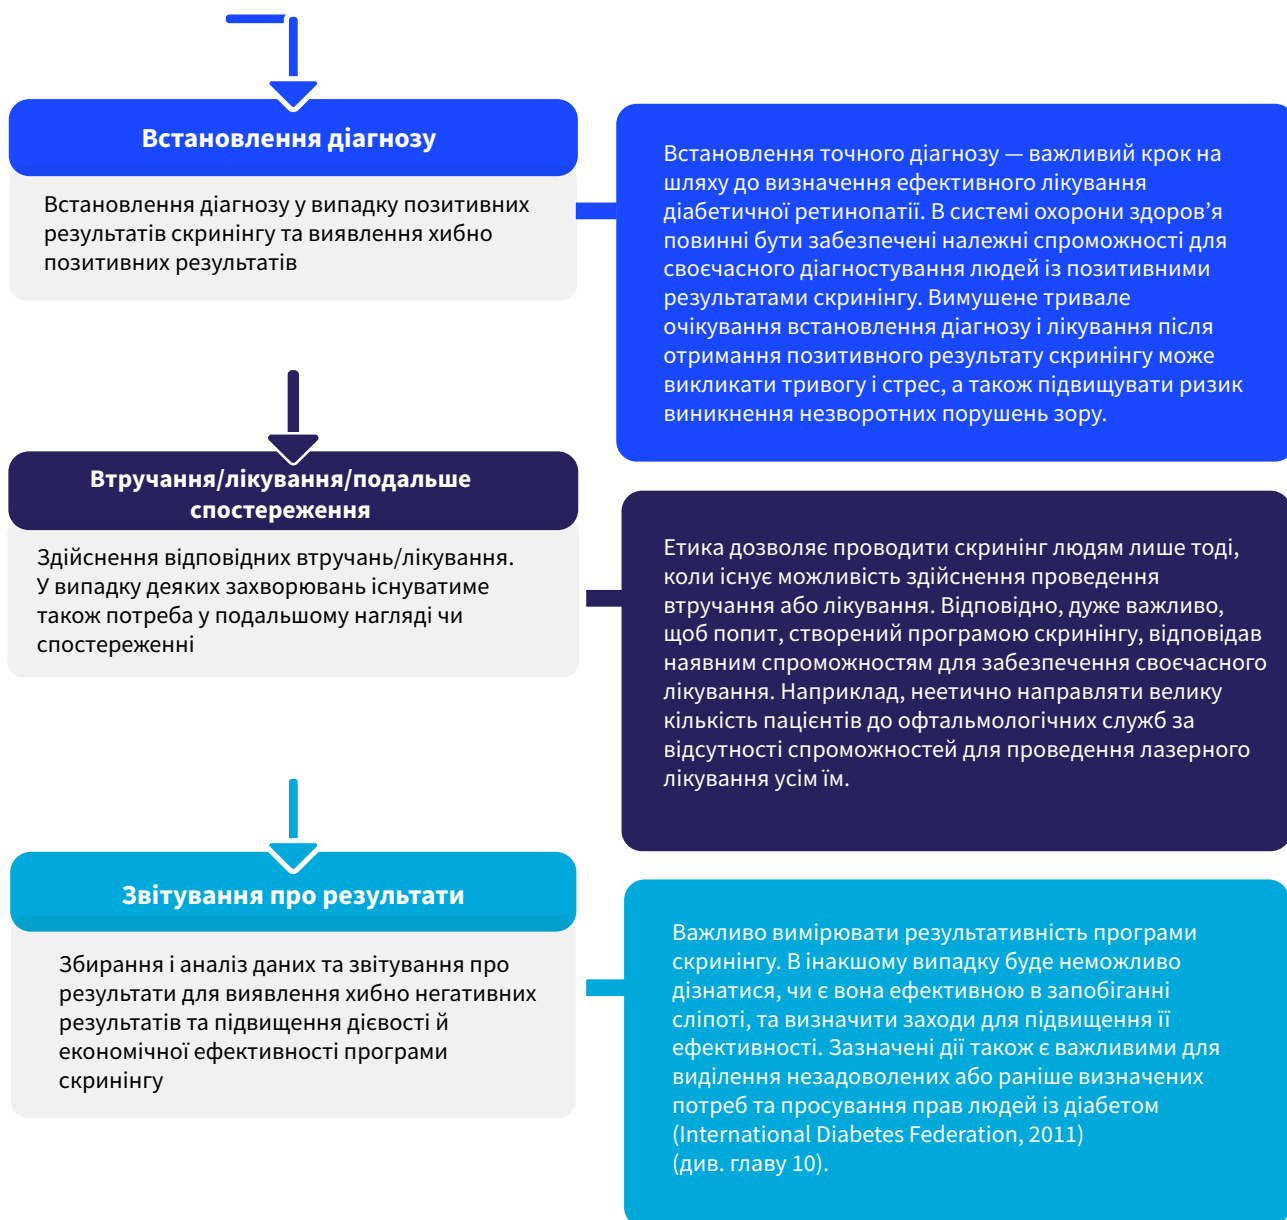 Встановлення діагнозу
Встановлення діагнозу у випадку позитивних
результатів скринінгу та виявлення хибно
позитивних результатів
Встановлення точного діагнозу — важливий крок на
шляху до визначення ефективного лікування
діабетичної ретинопатії. В системі охорони здоров’я
повинні бути забезпечені належні спроможності для
своєчасного діагностування людей із позитивними
результатами скринінгу. Вимушене тривале
очікування встановлення діагнозу і лікування після
отримання позитивного результату скринінгу може
викликати тривогу і стрес, а також підвищувати ризик
виникнення незворотних порушень зору.
Втручання/лікування/подальше
спостереження
Здійснення відповідних втручань/лікування.
У випадку деяких захворювань існуватиме
також потреба у подальшому нагляді чи
спостереженні
Етика дозволяє проводити скринінг людям лише тоді,
коли існує можливість здійснення проведення
втручання або лікування. Відповідно, дуже важливо,
щоб попит, створений програмою скринінгу, відповідав
наявним спроможностям для забезпечення своєчасного
лікування. Наприклад, неетично направляти велику
кількість пацієнтів до офтальмологічних служб за
відсутності спроможностей для проведення лазерного
лікування усім їм.
Звітування про результати
Збирання і аналіз даних та звітування про
результати для виявлення хибно негативних
результатів та підвищення дієвості й
економічної ефективності програми
скринінгу
Важливо вимірювати результативність програми
скринінгу. В інакшому випадку буде неможливо
дізнатися, чи є вона ефективною в запобіганні
сліпоті, та визначити заходи для підвищення її
ефективності. Зазначені дії також є важливими для
виділення незадоволених або раніше визначених
потреб та просування прав людей із діабетом
(International Diabetes Federation, 2011)
(див. главу 10).